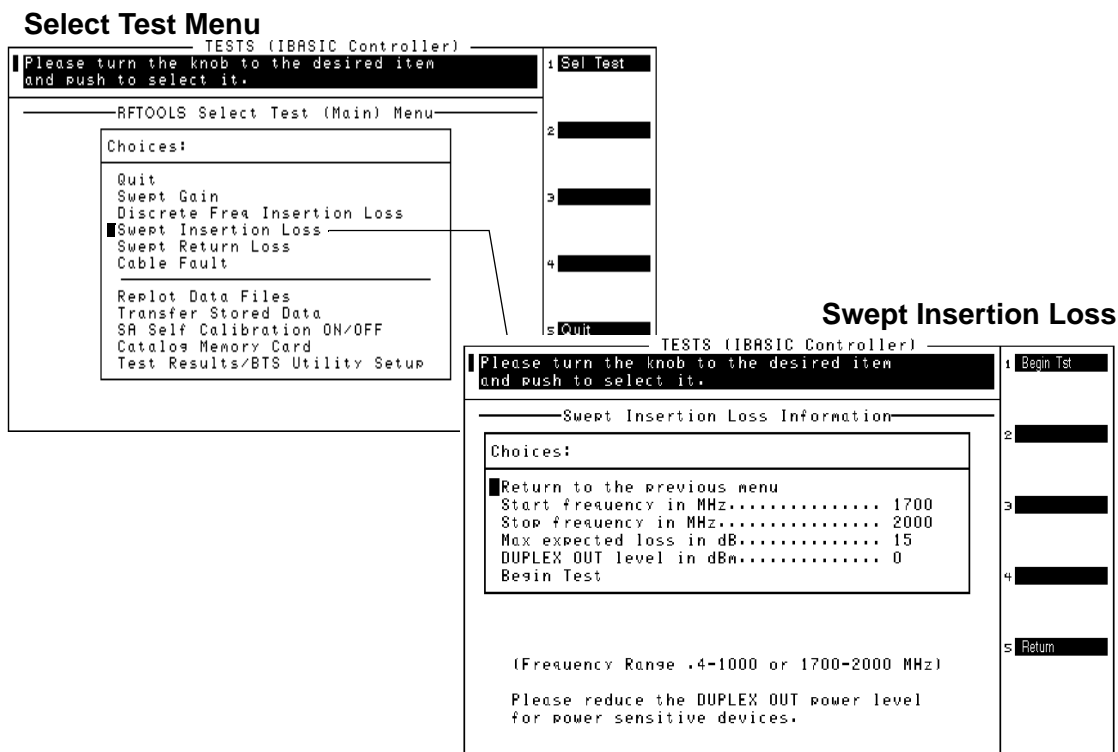 Select Test Menu
TESTS (IBASIC Controller)
Please turn the knob to the desired item
and push to select it.
1 Sel Test
RFTOOLS Select Test (Main) Menu
2
Choices:
Quit
Swept Gain
3
Discrete Freq Insertion Loss
Swept Insertion Loss
Swept Return Loss
Cable Fault
4
Replot Data Files
Transfer Stored Data
SA Self Calibration ON/OFF
Catalog Memory Card
Test Results/BTS Utility Setup
5 Quit
Swept Insertion Loss
TESTS (IBASIC Controller)
Please turn the knob to the desired item
and push to select it.
1 Begin Tst
Swept Insertion Loss Information
2
Choices:
Return to the previous menu
Start frequency in MHz............... 1700
3
Stop frequency in MHz................ 2000
Max expected loss in dB.............. 15
DUPLEX OUT level in dBm.............. 0
Begin Test
4
5 Return
(Frequency Range .4-1000 or 1700-2000 MHz)
Please reduce the DUPLEX OUT power level
for power sensitive devices.